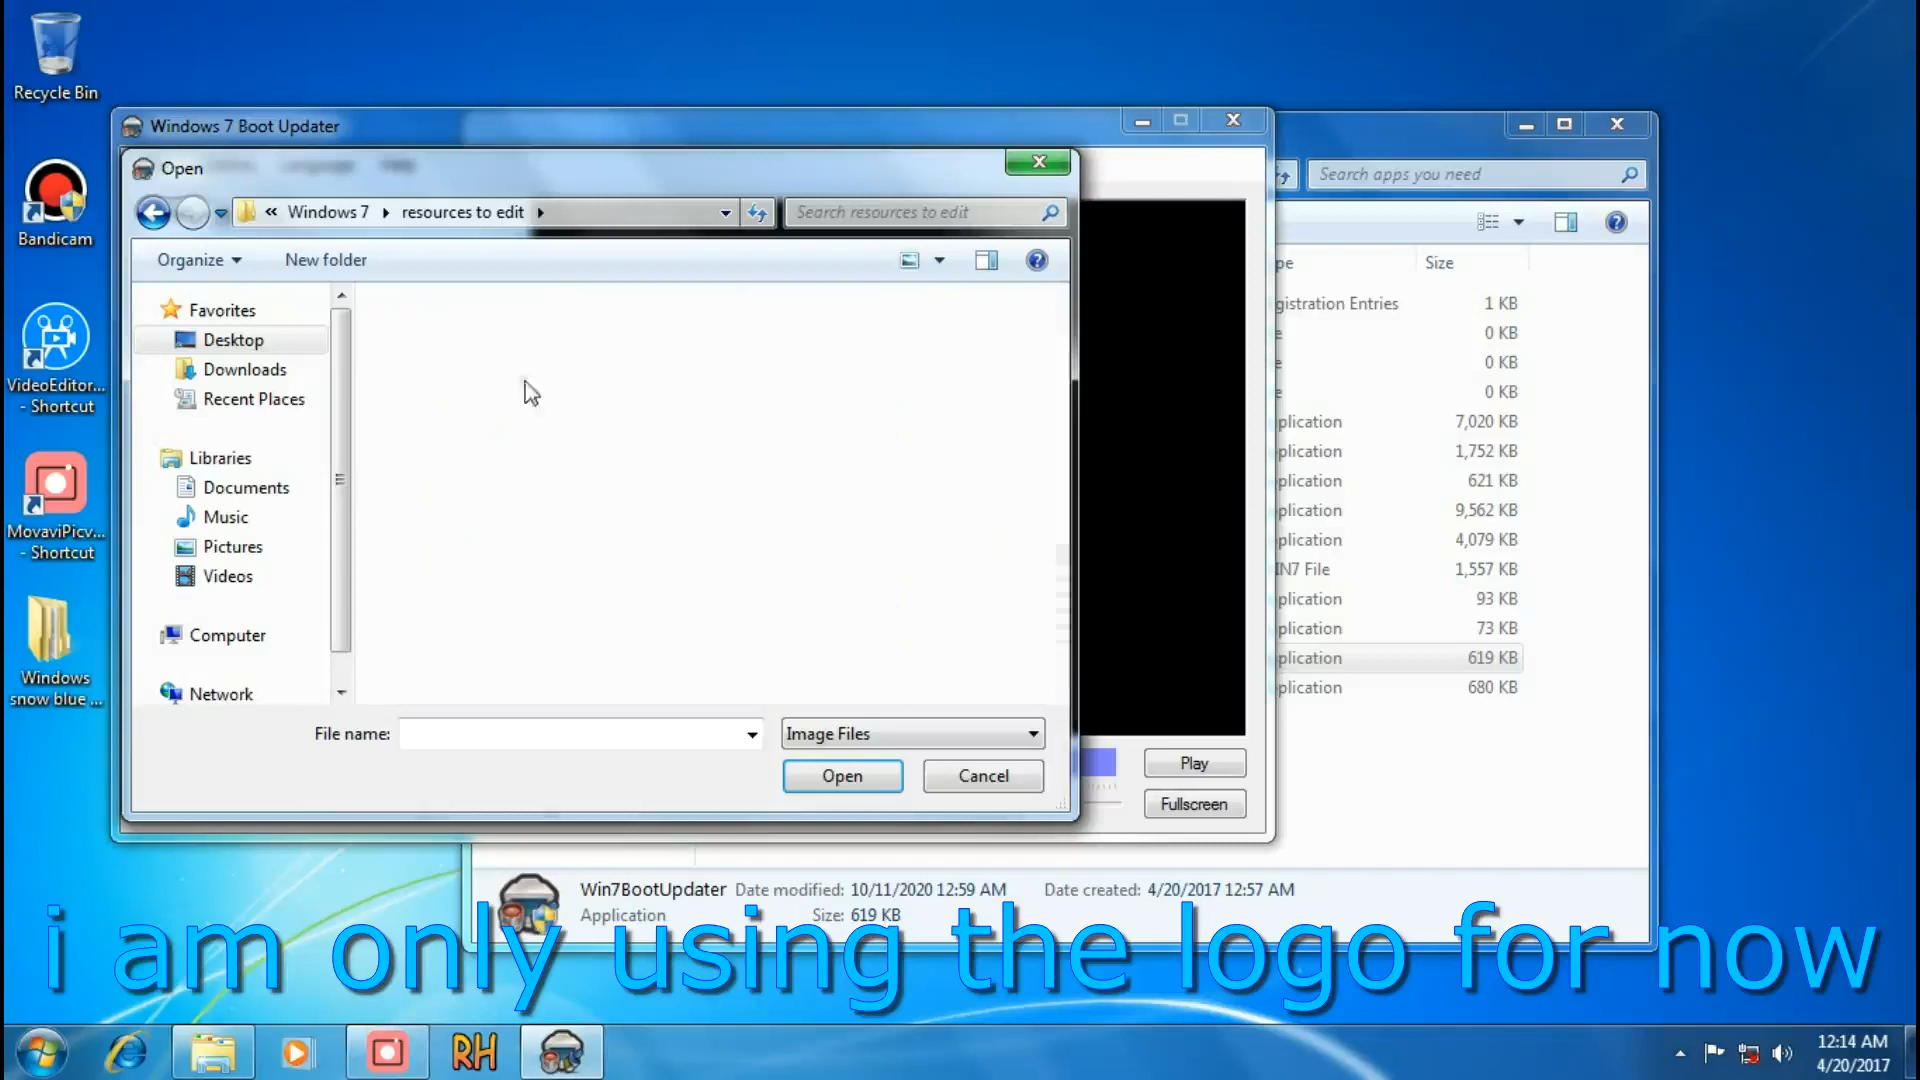 Recycle Bin
Bandicam
VideoEditor...
- Shortcut
MovaviPicv...
- Shortcut
Windows
snow blue ...
Windows 7 Boot Updater
Open
« Windows 7 resources to edit
Search resources to edit
Organize
New folder
Favorites
Desktop
Downloads
Recent Places
Libraries
Documents
Music
Pictures
Videos
Computer
Network
File name:
Image Files
Open
Cancel
Play
Fullscreen
Search apps you need
pe Size
gistration Entries 1 KB
e 0 KB
e 0 KB
e 0 KB
plication 7,020 KB
plication 1,752 KB
plication 621 KB
plication 9,562 KB
plication 4,079 KB
IN7 File 1,557 KB
plication 93 KB
plication 73 KB
plication 619 KB
plication 680 KB
Win7BootUpdater Date modified: 10/11/2020 12:59 AM Date created: 4/20/2017 12:57 AM
Application Size: 619 KB
i am only using the logo for now
RH
12:14 AM
4/20/2017